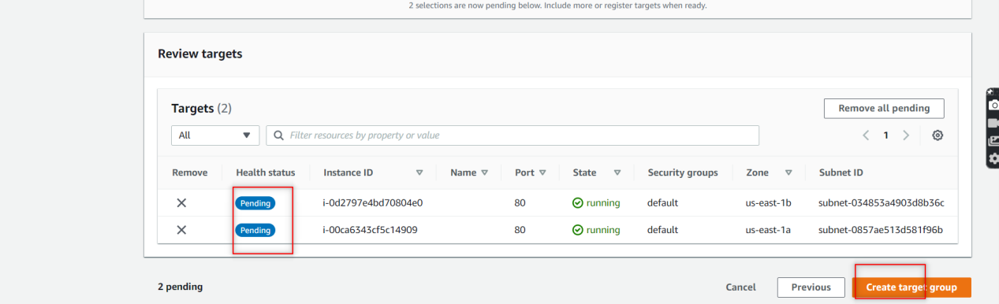 2 selections are now pending below. Include more or register targets when ready.
Review targets
Targets (2)
Remove all pending
All
Filter resources by property or value
1
Remove Health status Instance ID Name Port State Security groups Zone Subnet ID
Pending i-0d2797e4bd70804e0 80 running default us-east-1b subnet-034853a4903d8b36c
Pending i-00ca6343cf5c14909 80 running default us-east-1a subnet-0857ae513d581f96b
2 pending
Cancel
Previous
Create target group